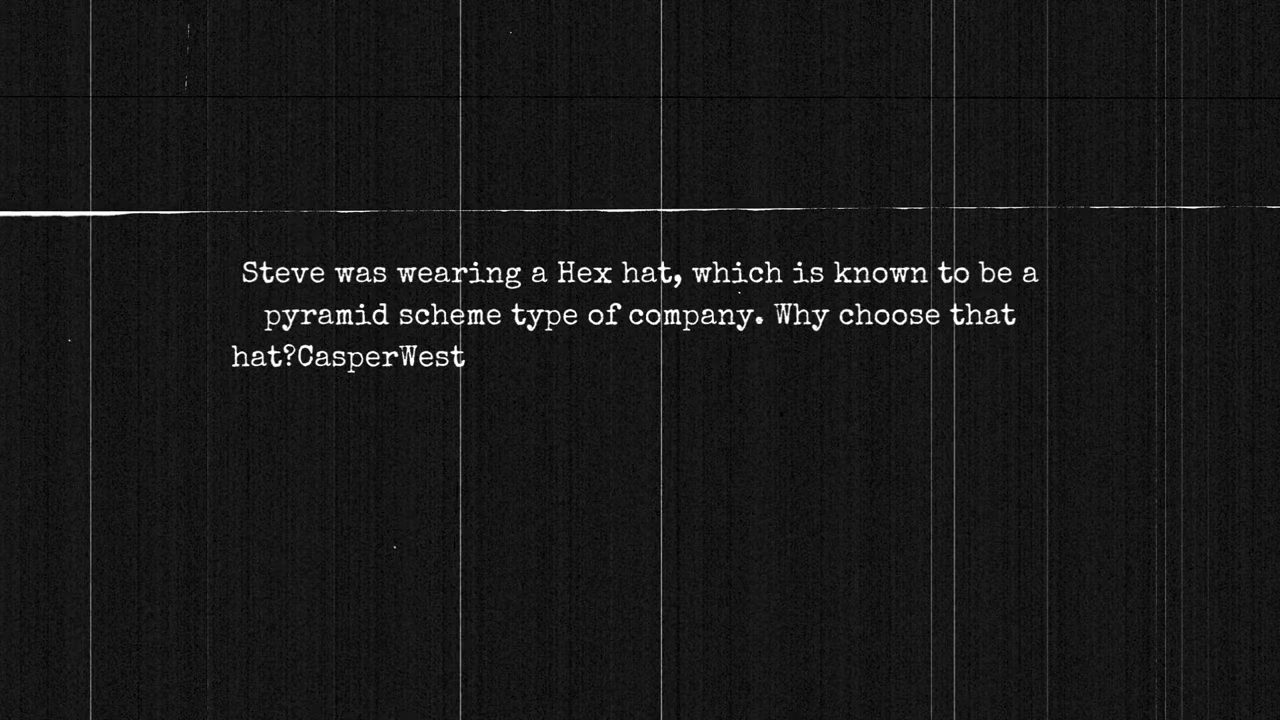 Steve was wearing a Hex hat, which is known to be a
pyramid scheme type of company. Why choose that
hat?CasperWest